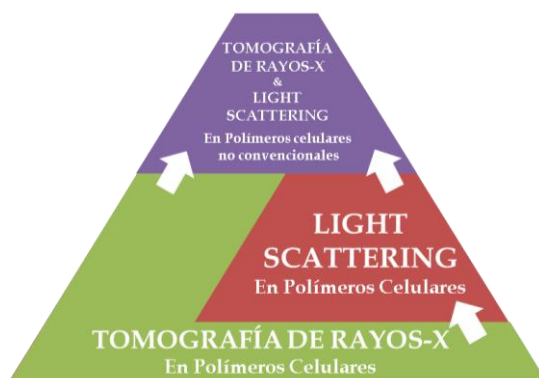 TOMOGRAFÍA
DE RAYOS-X
&
LIGHT
SCATTERING
En Polímeros celulares
no convencionales
LIGHT
SCATTERING
En Polímeros Celulares
TOMOGRAFÍA DE RAYOS-X
En Polímeros Celulares